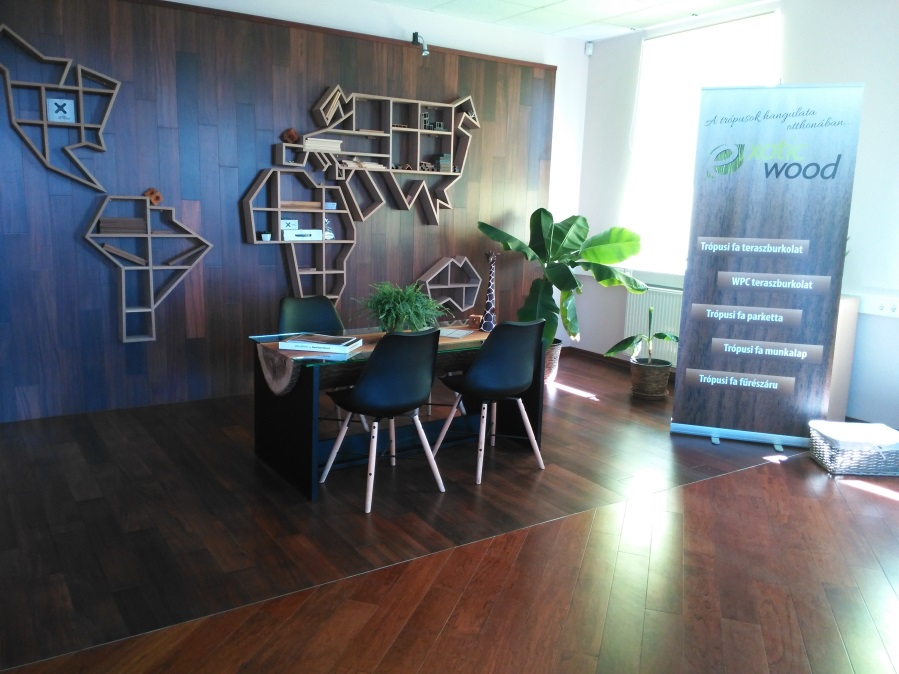 A trópusok hangulata
otthonában...
wood
Trópusi fa teraszburkolat
WPC teraszburkolat
Trópusi fa parketta
Trópusi fa munkalap
Trópusi fa fűrészáru